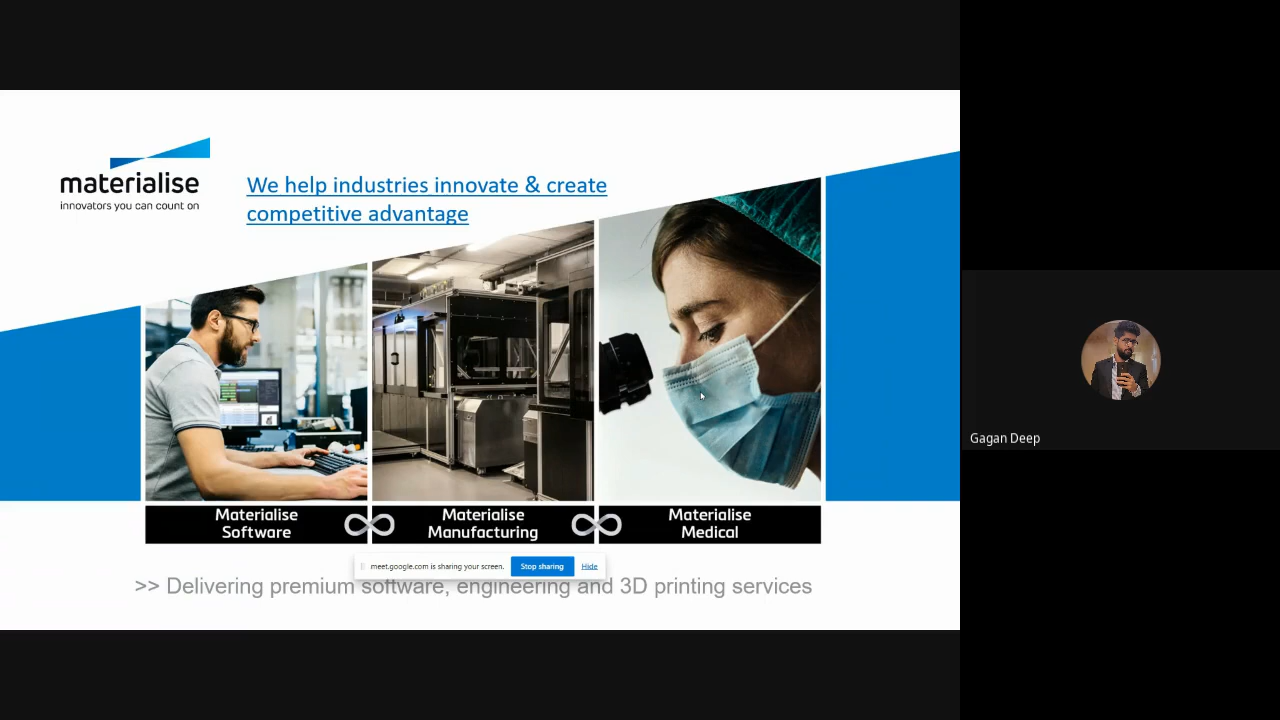 materialise
innovators you can count on
We help industries innovate & create
competitive advantage
Materialise
Software
Materialise
Manufacturing
Materialise
Medical
meet.google.com is sharing your screen.
Stop sharing
Hide
>> Delivering premium software, engineering and 3D printing services
Gagan Deep